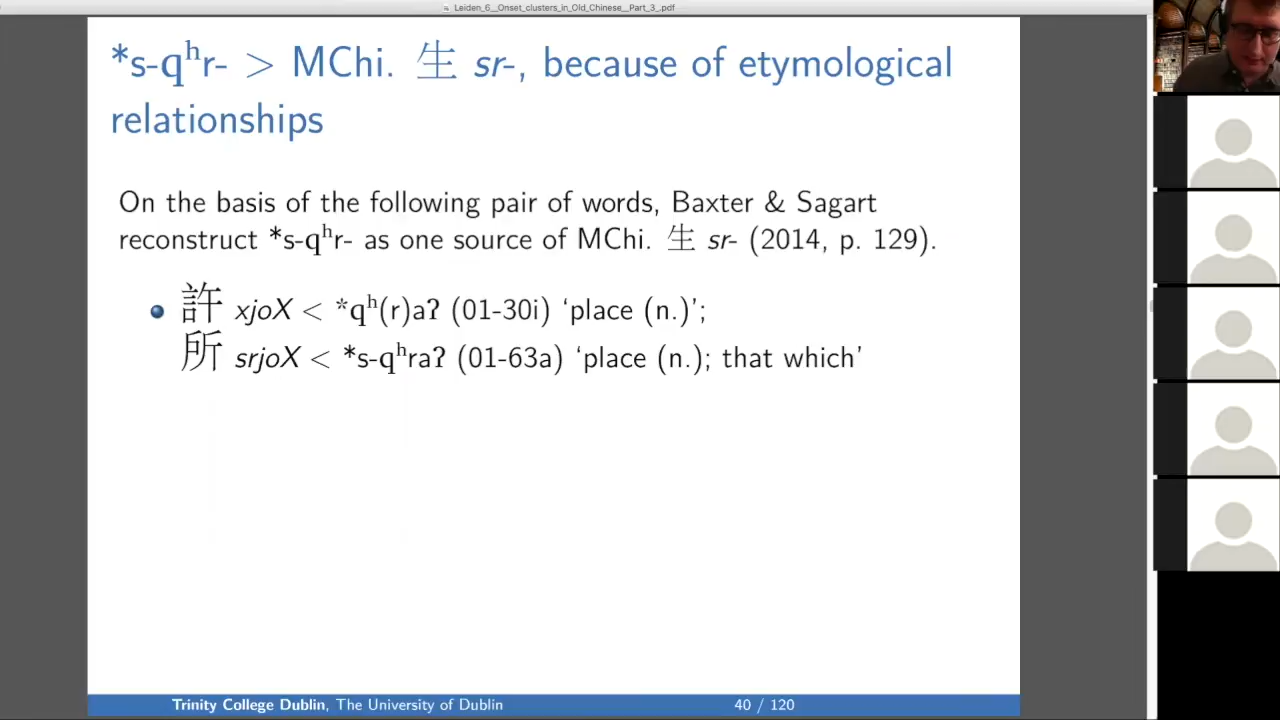 Leiden_6__Onset_clusters_in_Old_Chinese__Part_3_.pdf
*s-qʰr- > MChi. 生 sr-, because of etymological
relationships
On the basis of the following pair of words, Baxter & Sagart
reconstruct *s-qʰr- as one source of MChi. 生 sr- (2014, p. 129).
許 xjoX < *qʰ(r)aʔ (01-30i) ‘place (n.)’;
所 srjoX < *s-qʰraʔ (01-63a) ‘place (n.); that which’
Trinity College Dublin, The University of Dublin 40 / 120